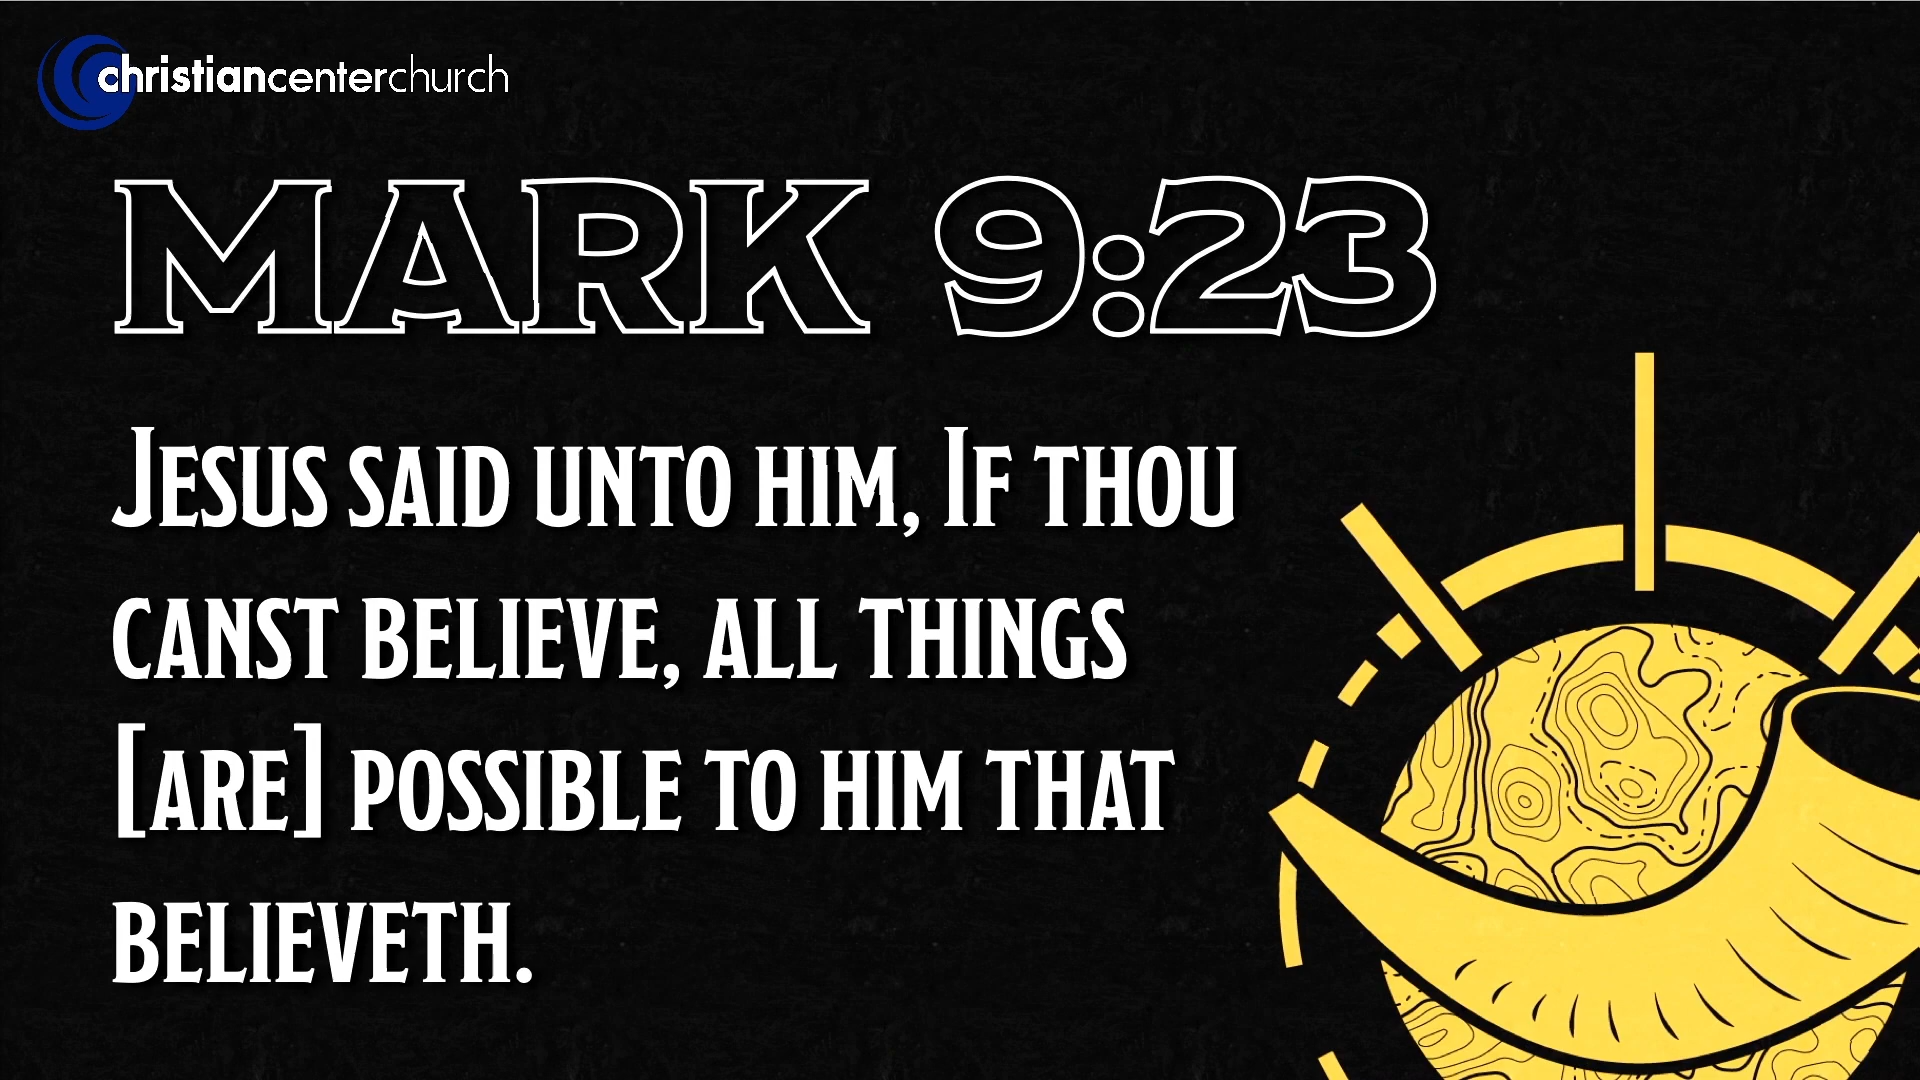 christiancenterchurch
MARK 9:23
Jesus said unto him, If thou
canst believe, all things
[are] possible to him that
believeth.